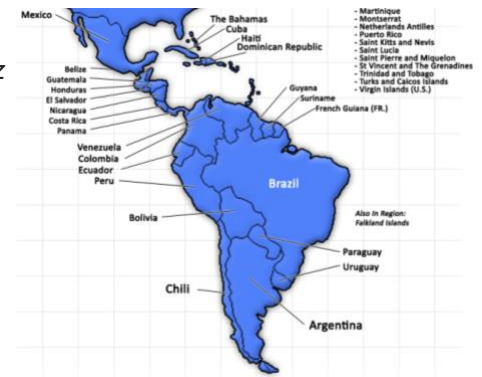 Mexico
The Bahamas
Cuba
Haiti
Dominican Republic
- Martinique
- Montserrat
- Netherlands Antilles
- Puerto Rico
- Saint Kitts and Nevis
- Saint Lucia
- Saint Pierre and Miquelon
- St Vincent and The Grenadines
- Trinidad and Tobago
- Turks and Caicos Islands
- Virgin Islands (U.S.)
z
Belize
Guatemala
Honduras
El Salvador
Nicaragua
Costa Rica
Panama
Guyana
Suriname
French Guiana (FR.)
Venezuela
Colombia
Ecuador
Peru
Brazil
Bolivia
Also In Region:
Falkland Islands
Paraguay
Uruguay
Chili
Argentina